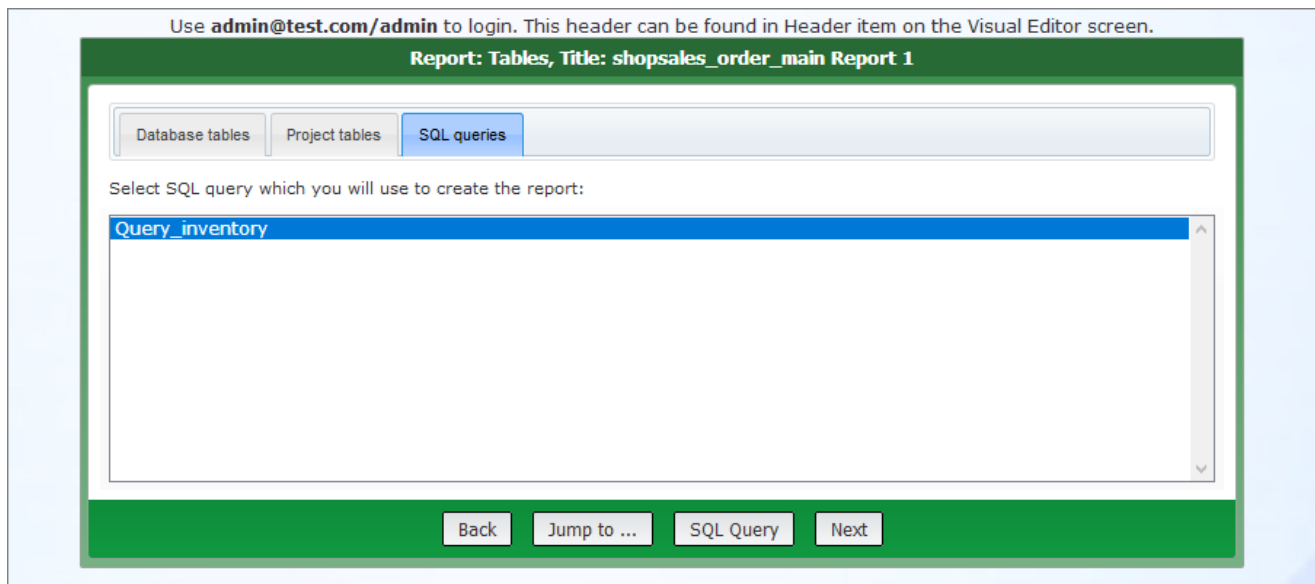 Use admin@test.com/admin to login. This header can be found in Header item on the Visual Editor screen.
Report: Tables, Title: shopsales_order_main Report 1
Database tables Project tables SQL queries
Select SQL query which you will use to create the report:
Query_inventory
Back Jump to ... SQL Query Next